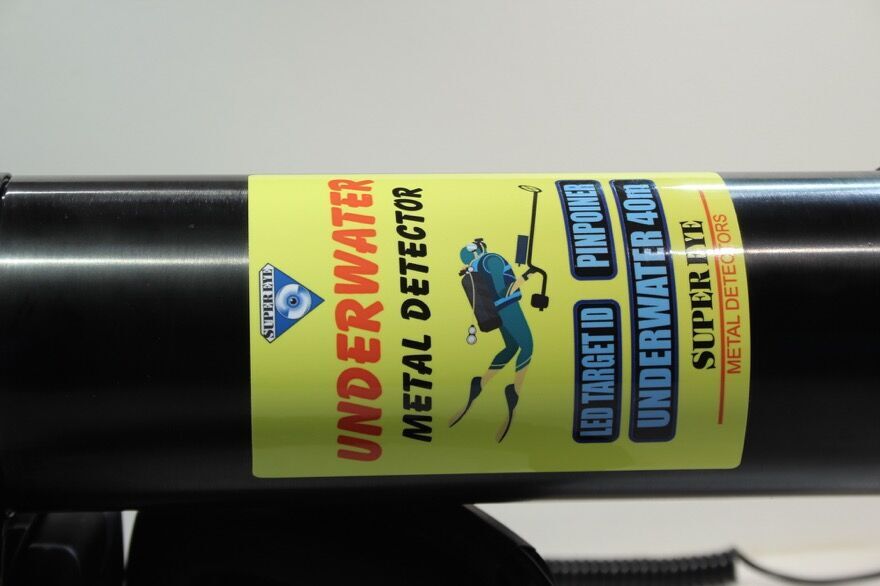 SUPER EYE
UNDERWATER
METAL DETECTOR
LED TARGET ID PINPOINER
UNDERWATER 40m
SUPER EYE
METAL DETECTORS